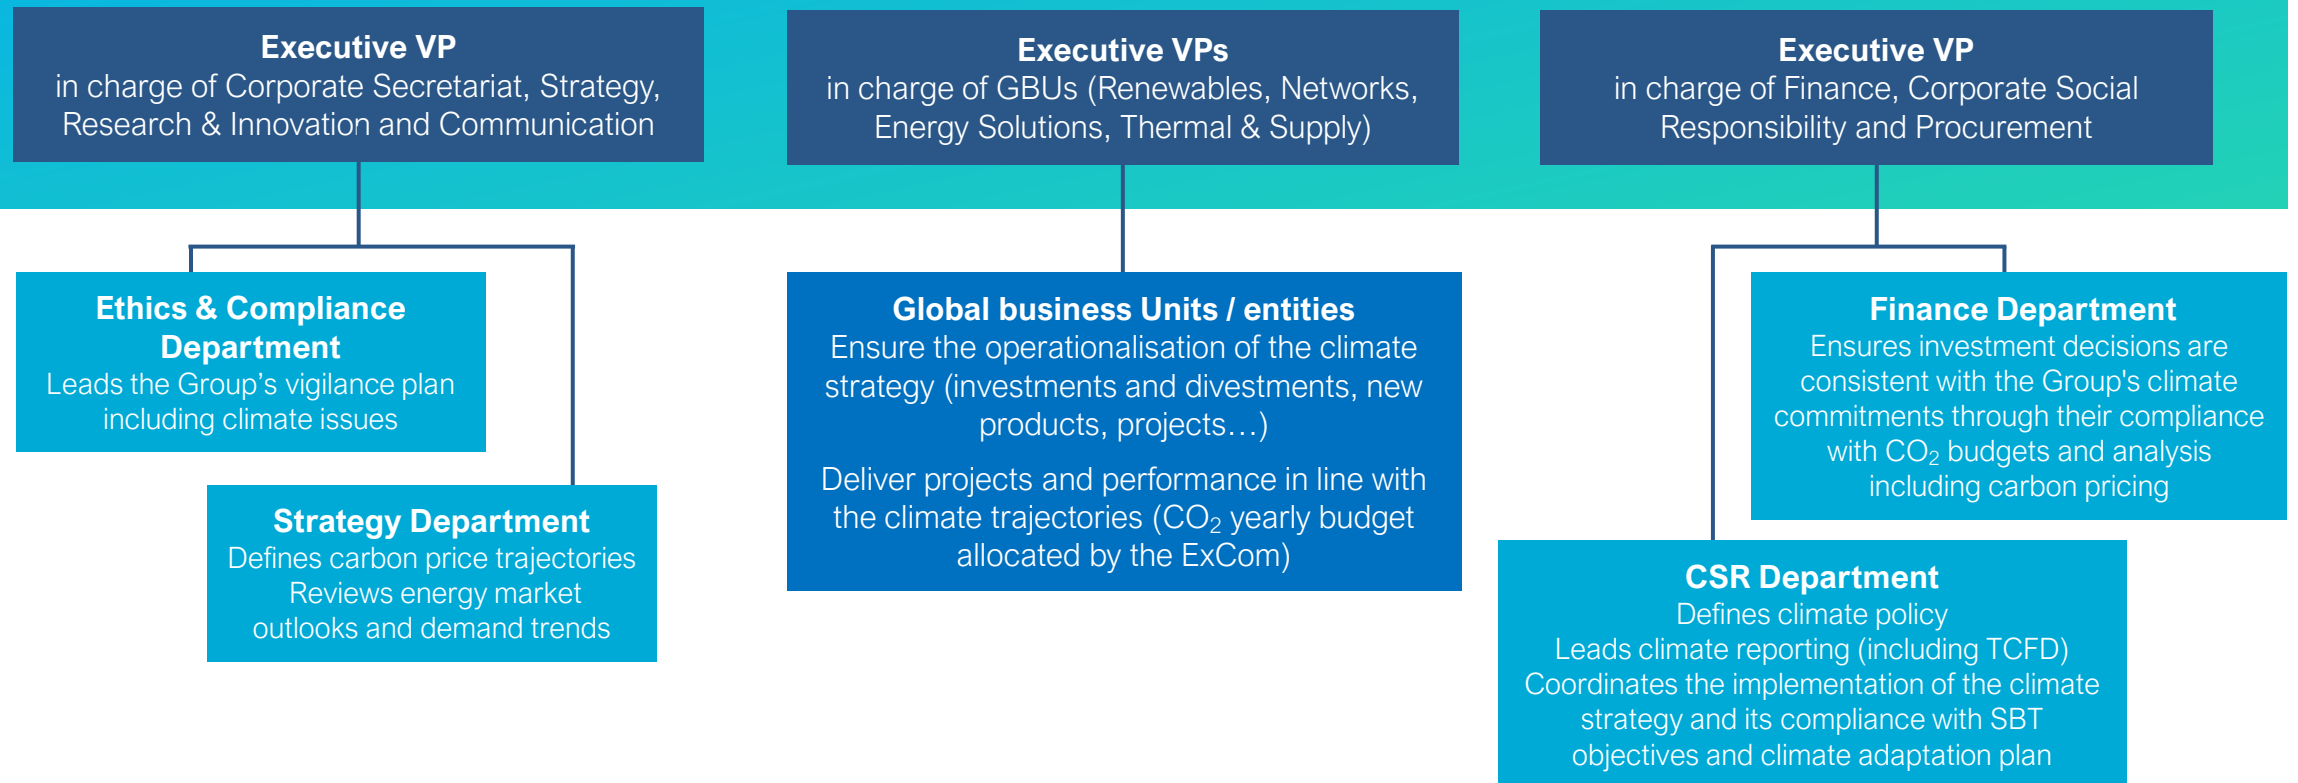 Executive VP
in charge of Corporate Secretariat, Strategy,
Research & Innovation and Communication
Executive VPs
in charge of GBUs (Renewables, Networks,
Energy Solutions, Thermal & Supply)
Executive VP
in charge of Finance, Corporate Social
Responsibility and Procurement
Ethics & Compliance
Department
Leads the Group’s vigilance plan
including climate issues
Strategy Department
Defines carbon price trajectories
Reviews energy market
outlooks and demand trends
Global business Units / entities
Ensure the operationalisation of the climate
strategy (investments and divestments, new
products, projects…)
Deliver projects and performance in line with
the climate trajectories (CO₂ yearly budget
allocated by the ExCom)
Finance Department
Ensures investment decisions are
consistent with the Group's climate
commitments through their compliance
with CO₂ budgets and analysis
including carbon pricing
CSR Department
Defines climate policy
Leads climate reporting (including TCFD)
Coordinates the implementation of the climate
strategy and its compliance with SBT
objectives and climate adaptation plan